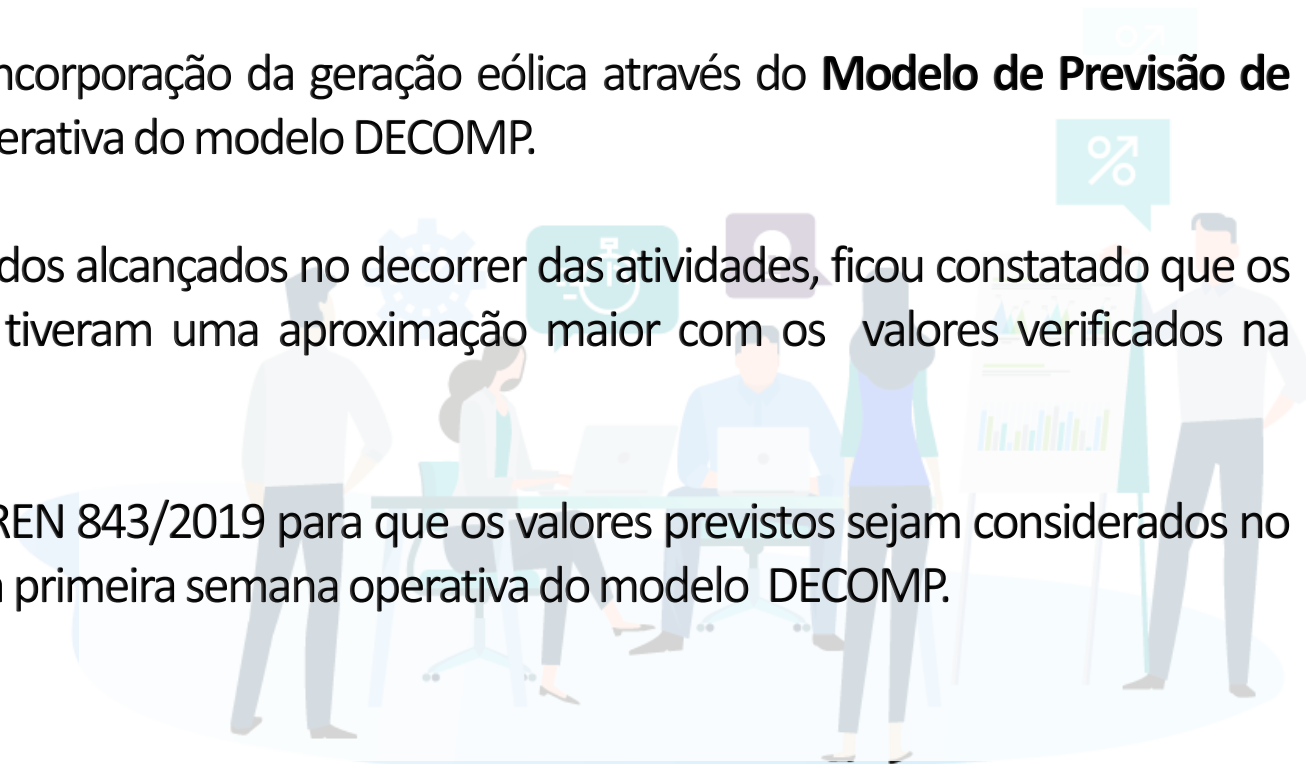 ncorporação da geração eólica através do Modelo de Previsão de
erativa do modelo DECOMP.
dos alcançados no decorrer das atividades, ficou constatado que os
tiveram uma aproximação maior com os valores verificados na
REN 843/2019 para que os valores previstos sejam considerados no
primeira semana operativa do modelo DECOMP.